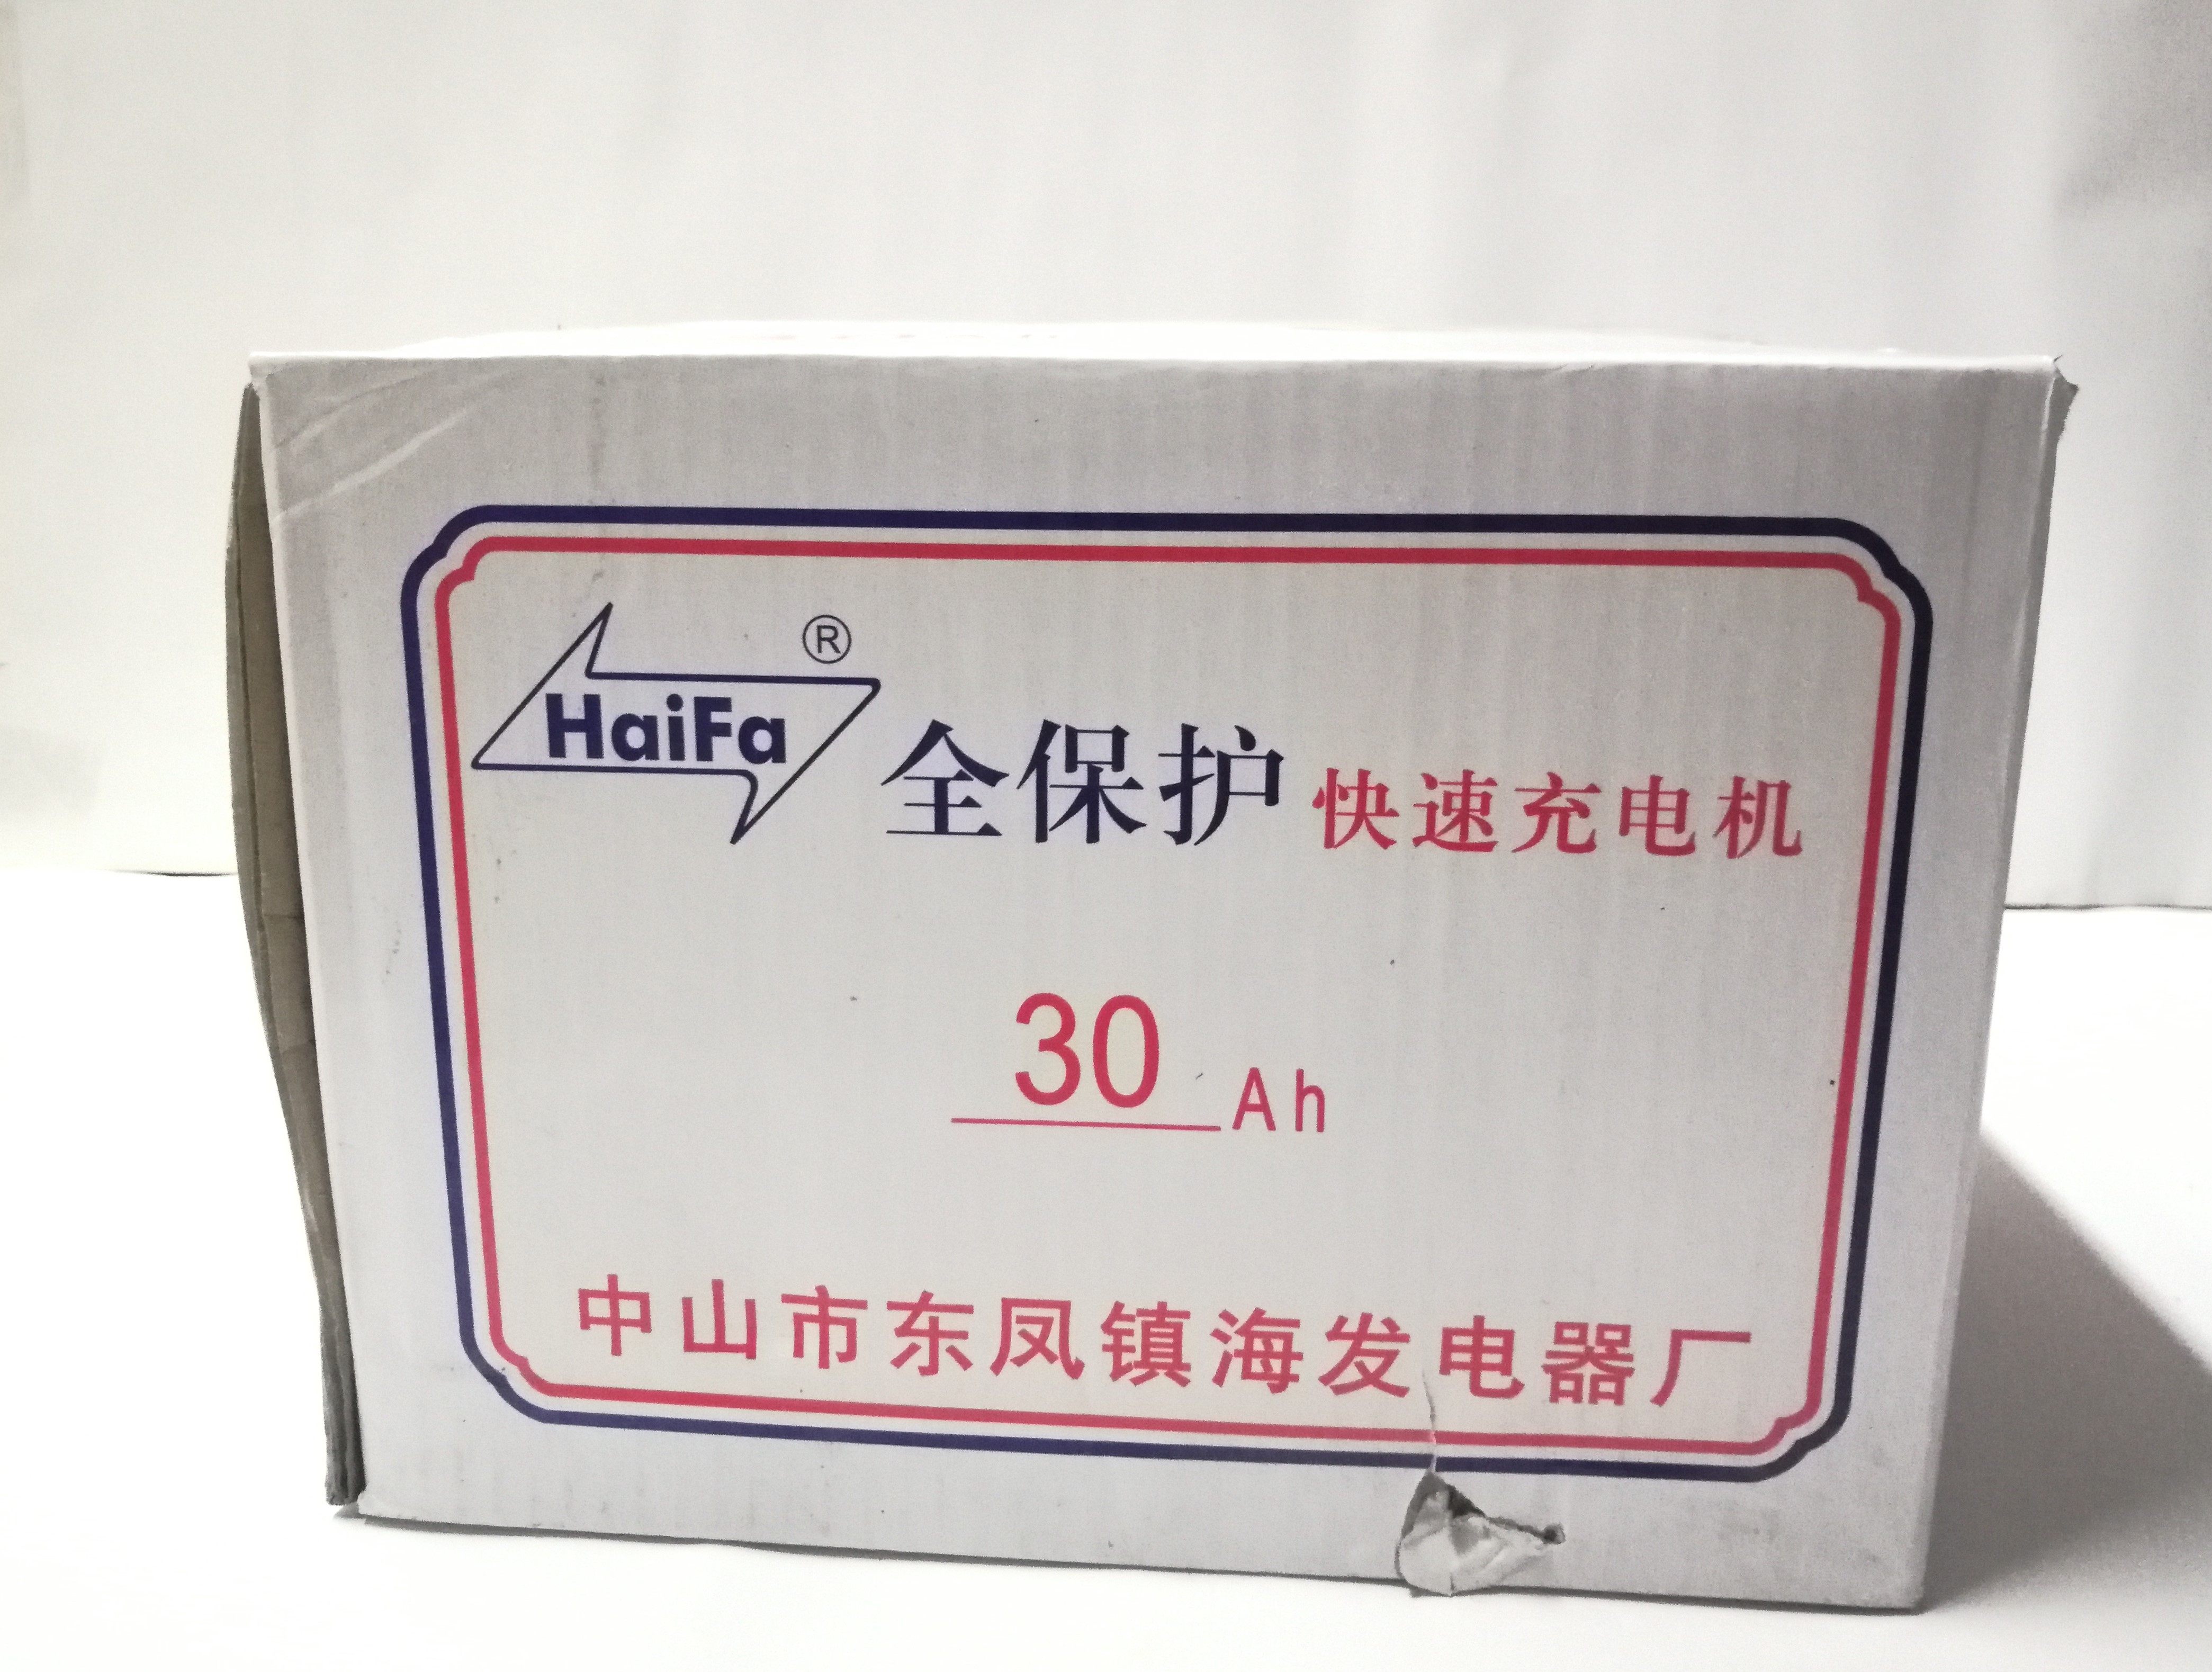 HaiFa ® 全保护 快速充电机
30 Ah
中山市东凤镇海发电器厂